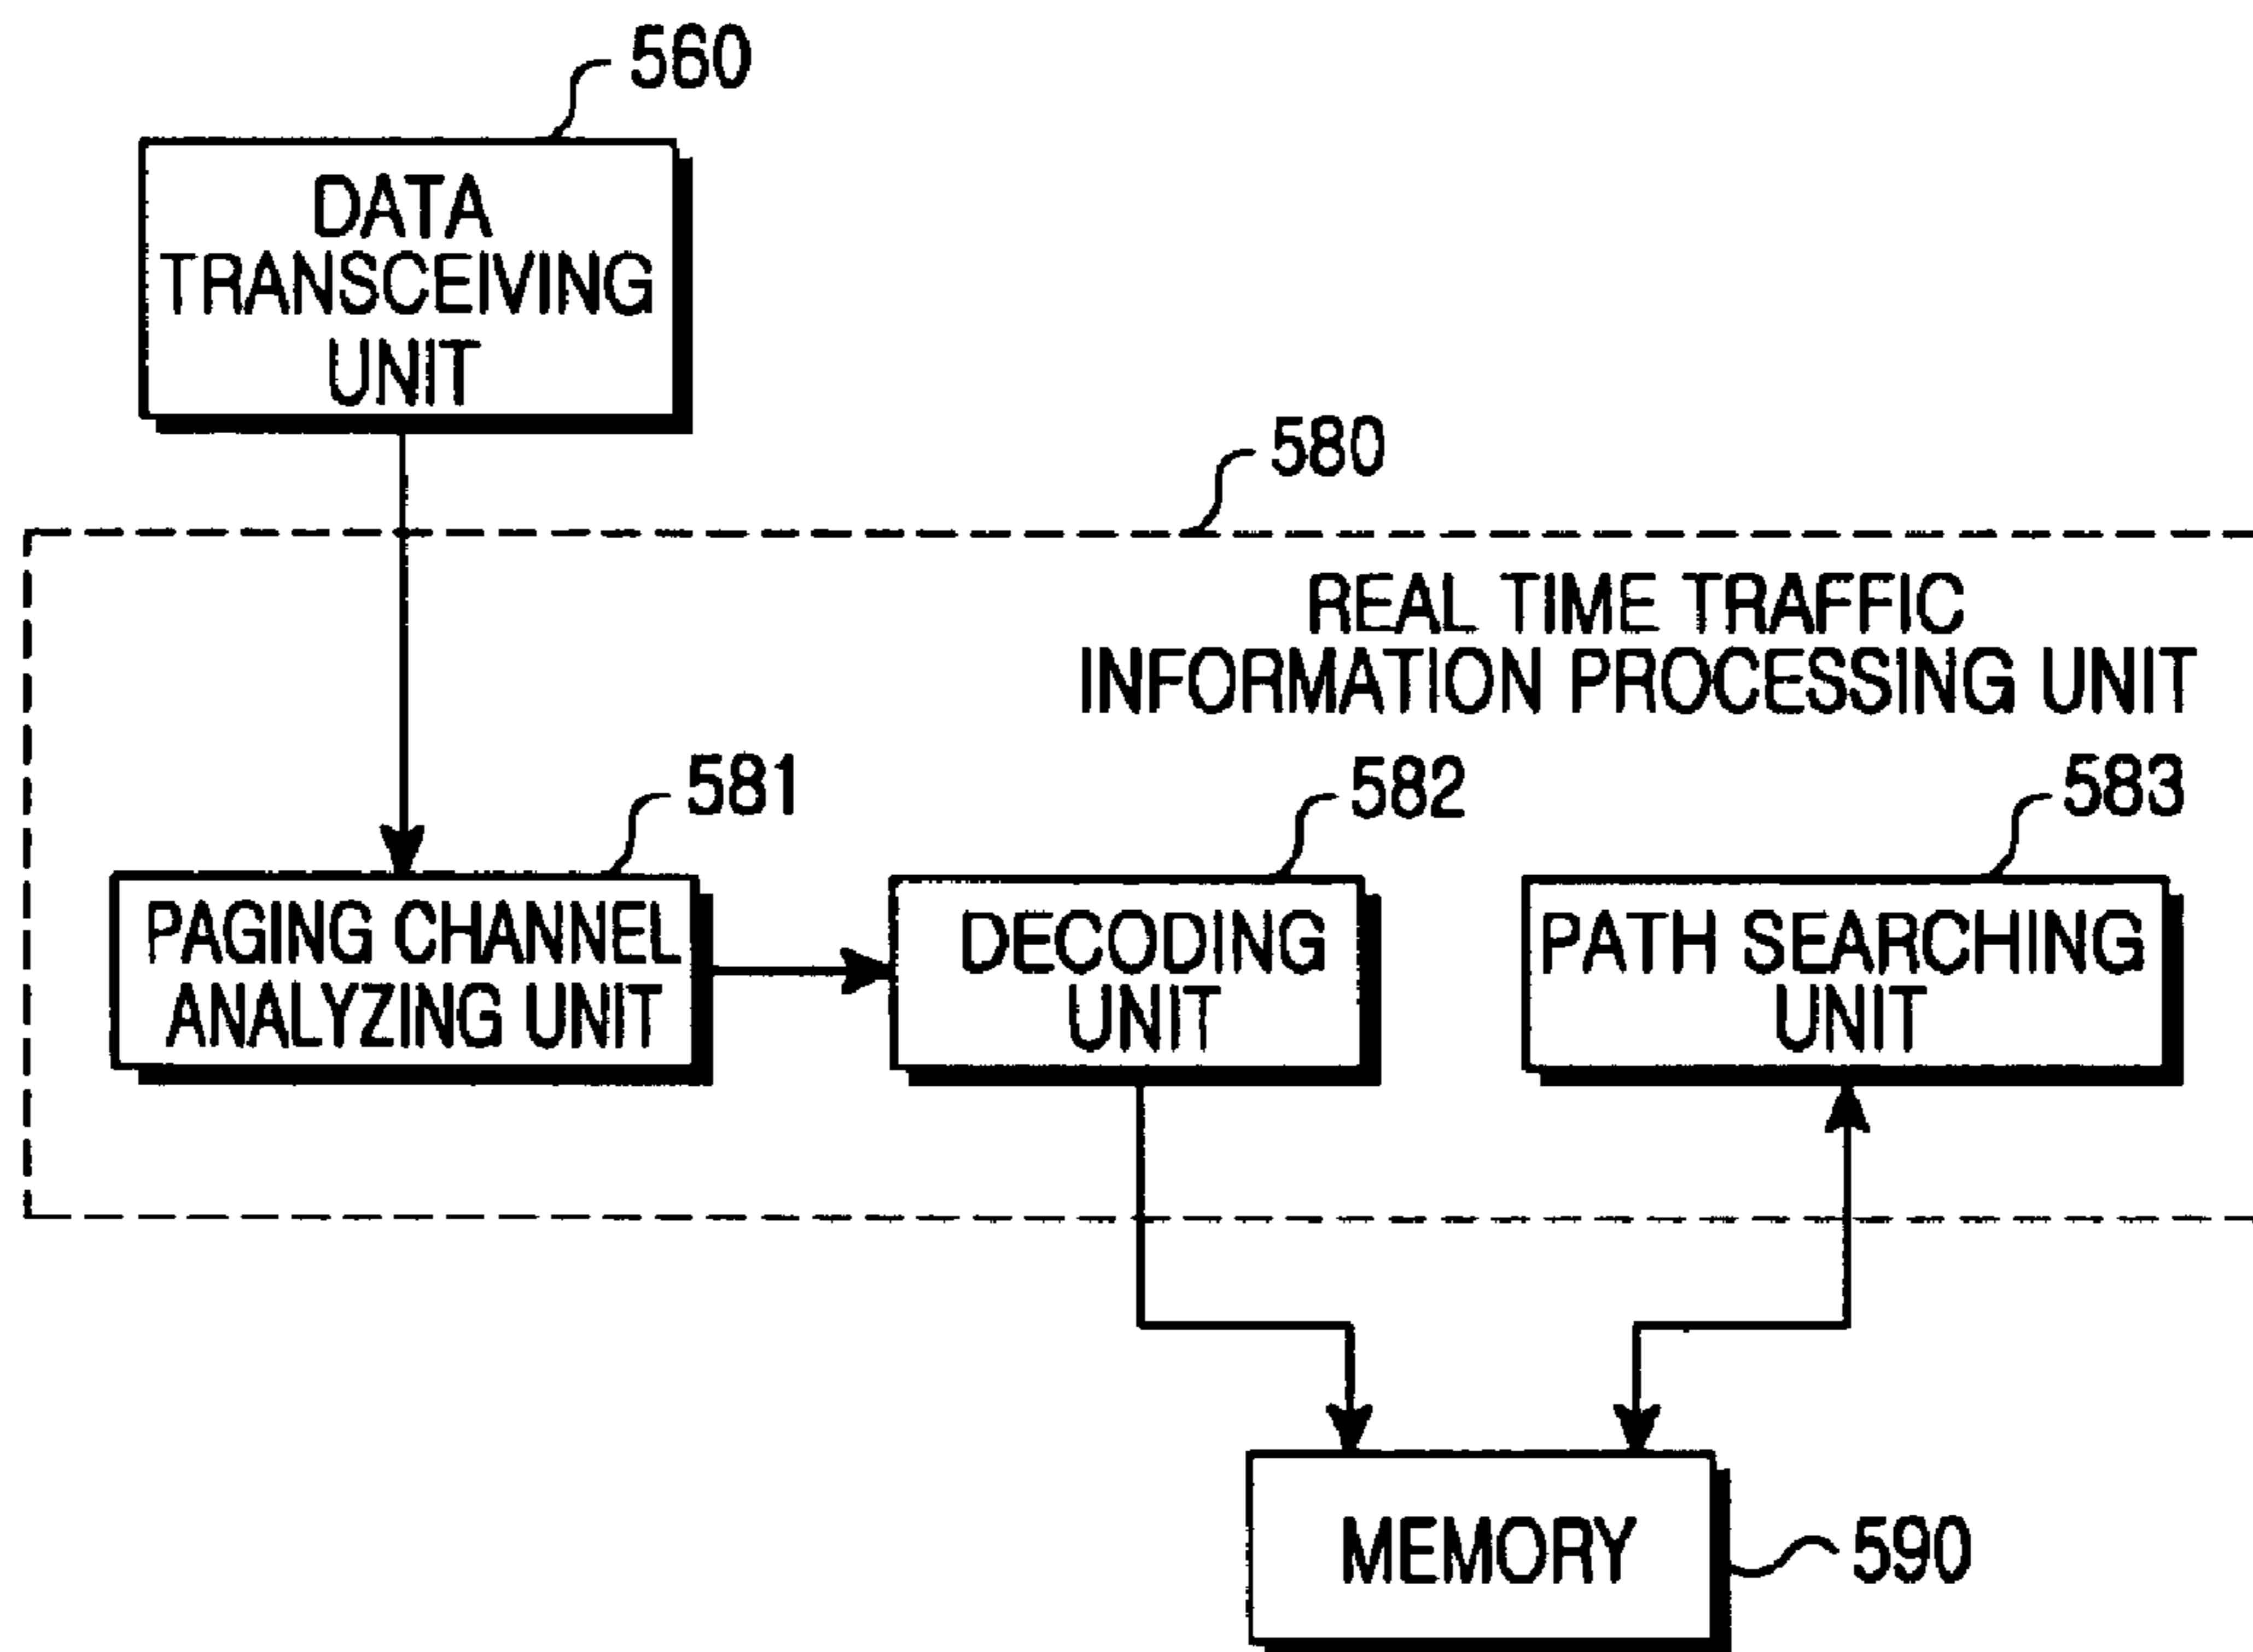 560
DATA
TRANSCEIVING
UNIT
580
REAL TIME TRAFFIC
INFORMATION PROCESSING UNIT
581
582
583
PAGING CHANNEL
ANALYZING UNIT
DECODING
UNIT
PATH SEARCHING
UNIT
MEMORY
590